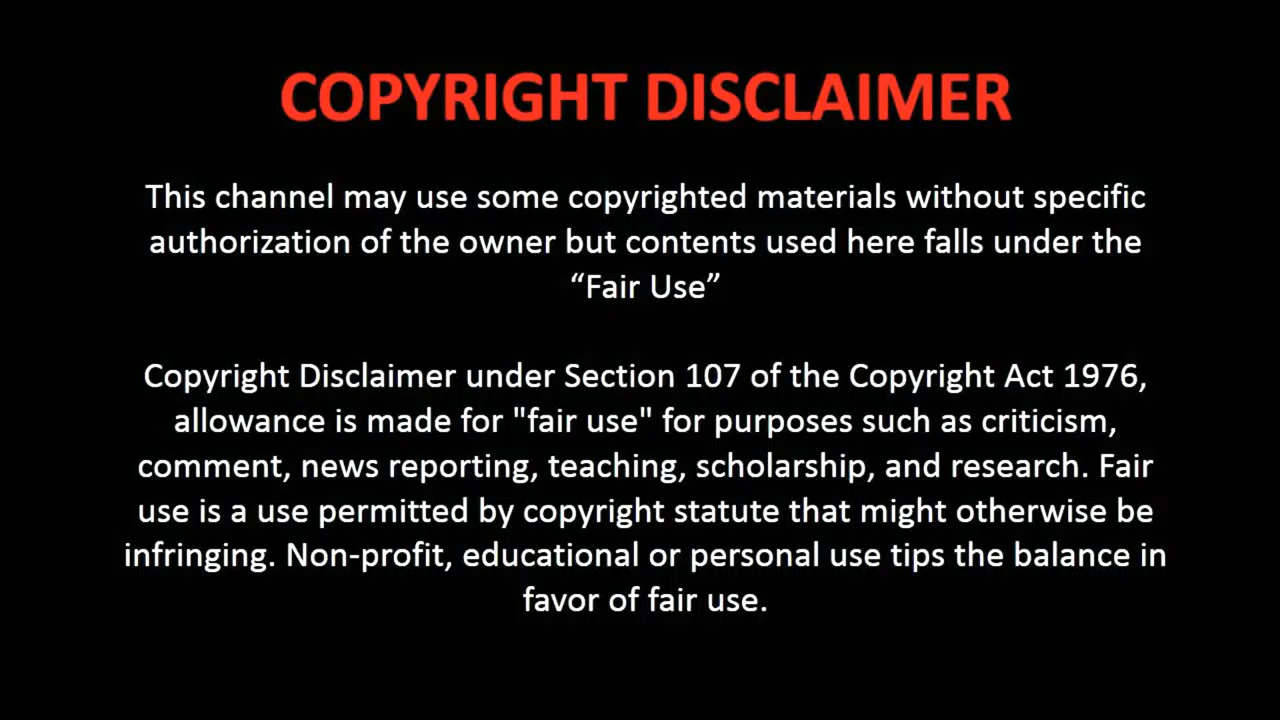 COPYRIGHT DISCLAIMER
This channel may use some copyrighted materials without specific
authorization of the owner but contents used here falls under the
“Fair Use”
Copyright Disclaimer under Section 107 of the Copyright Act 1976,
allowance is made for "fair use" for purposes such as criticism,
comment, news reporting, teaching, scholarship, and research. Fair
use is a use permitted by copyright statute that might otherwise be
infringing. Non-profit, educational or personal use tips the balance in
favor of fair use.